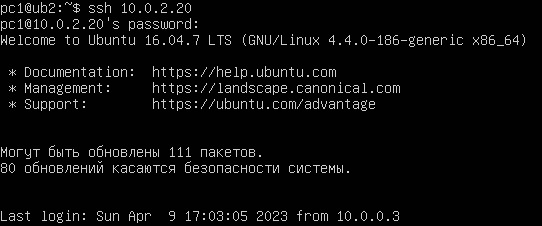 pc1@ub2:~$ ssh 10.0.2.20
pc1@10.0.2.20's password:
Welcome to Ubuntu 16.04.7 LTS (GNU/Linux 4.4.0-186-generic x86_64)
* Documentation: https://help.ubuntu.com
* Management: https://landscape.canonical.com
* Support: https://ubuntu.com/advantage
Могут быть обновлены 111 пакетов.
80 обновлений касаются безопасности системы.
Last login: Sun Apr 9 17:03:05 2023 from 10.0.0.3